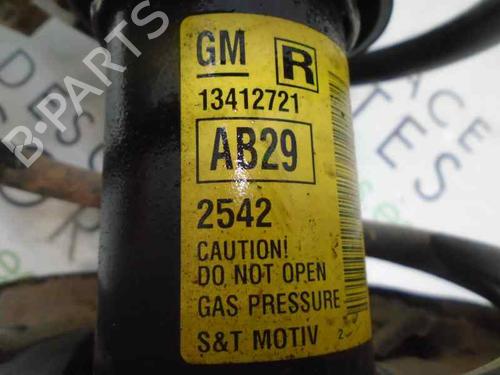 GM R
13412721
AB29
2542
CAUTION!
DO NOT OPEN
GAS PRESSURE
S&T MOTIV
B-PARTS